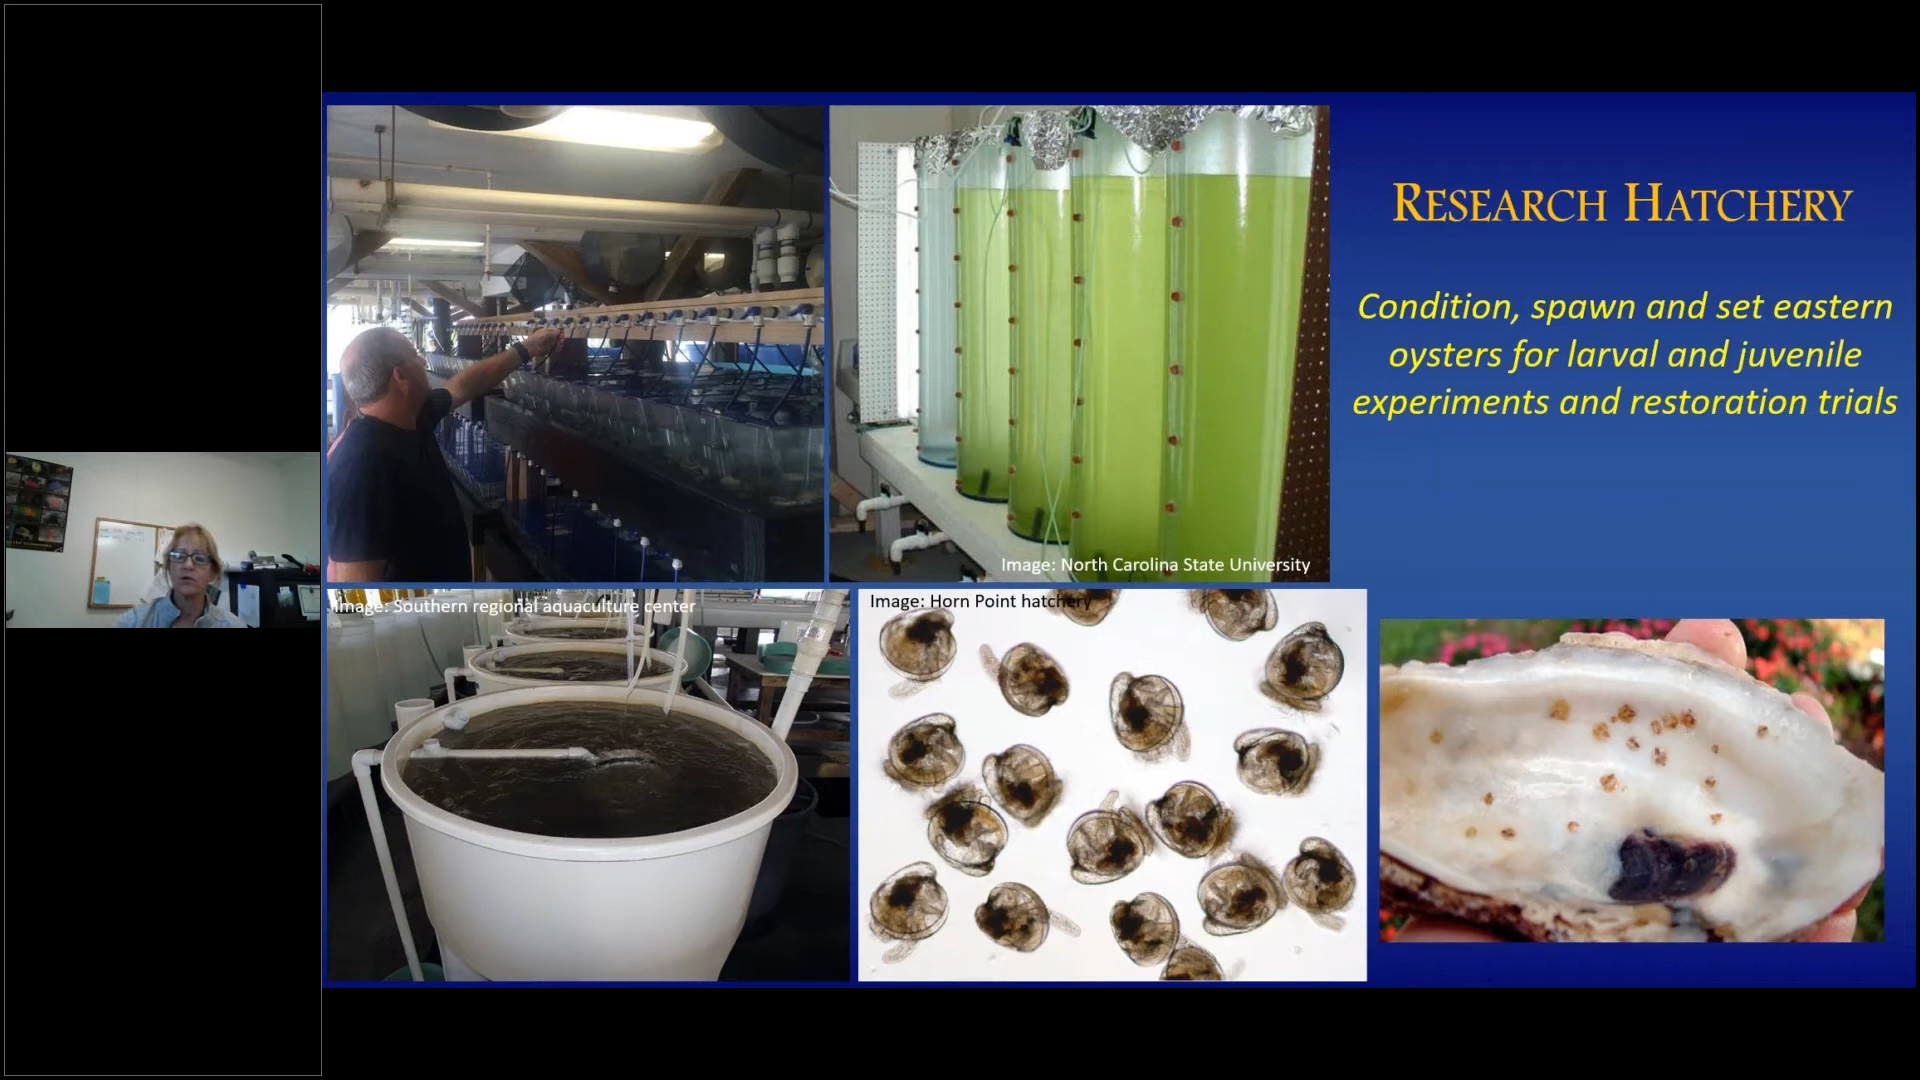 RESEARCH HATCHERY
Condition, spawn and set eastern
oysters for larval and juvenile
experiments and restoration trials
Image: North Carolina State University
Image: Southern regional aquaculture center
Image: Horn Point hatchery